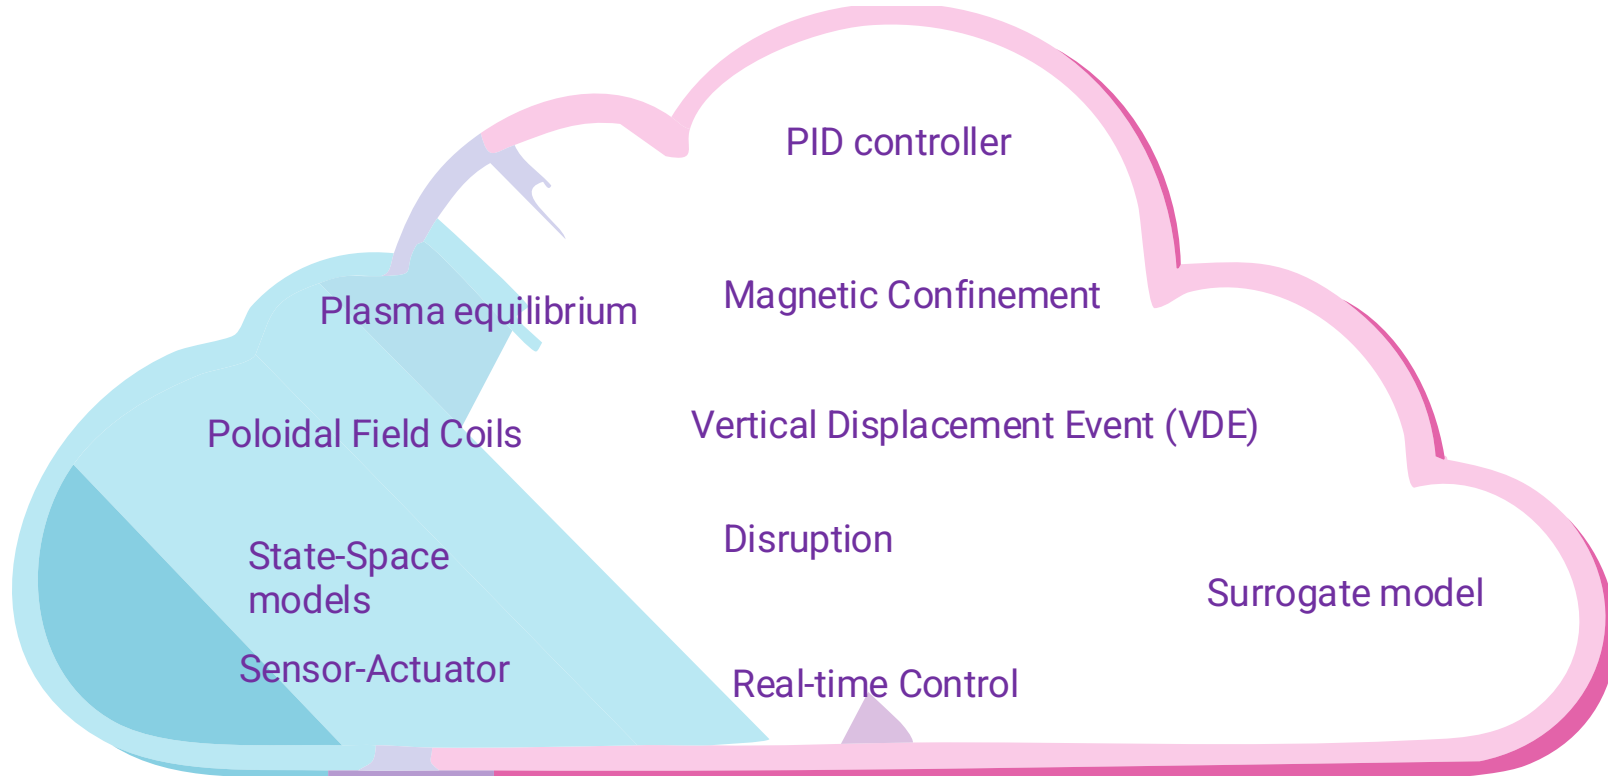 PID controller
Plasma equilibrium
Magnetic Confinement
Poloidal Field Coils
Vertical Displacement Event (VDE)
State-Space
models
Disruption
Surrogate model
Sensor-Actuator
Real-time Control